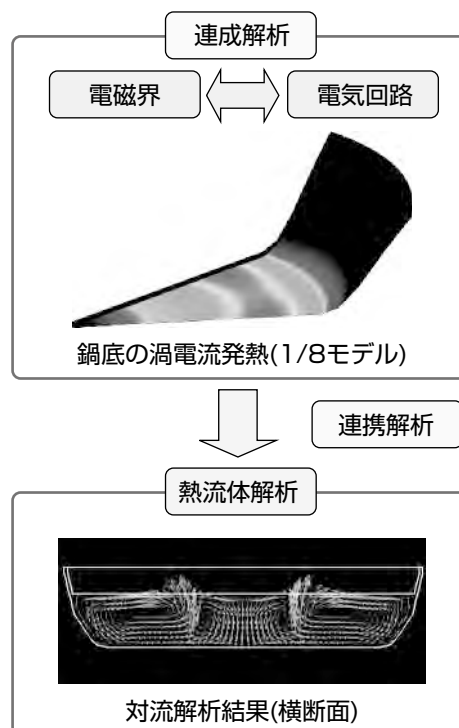 連成解析
電磁界
電気回路
鍋底の渦電流発熱(1/8モデル)
連携解析
熱流体解析
対流解析結果(横断面)